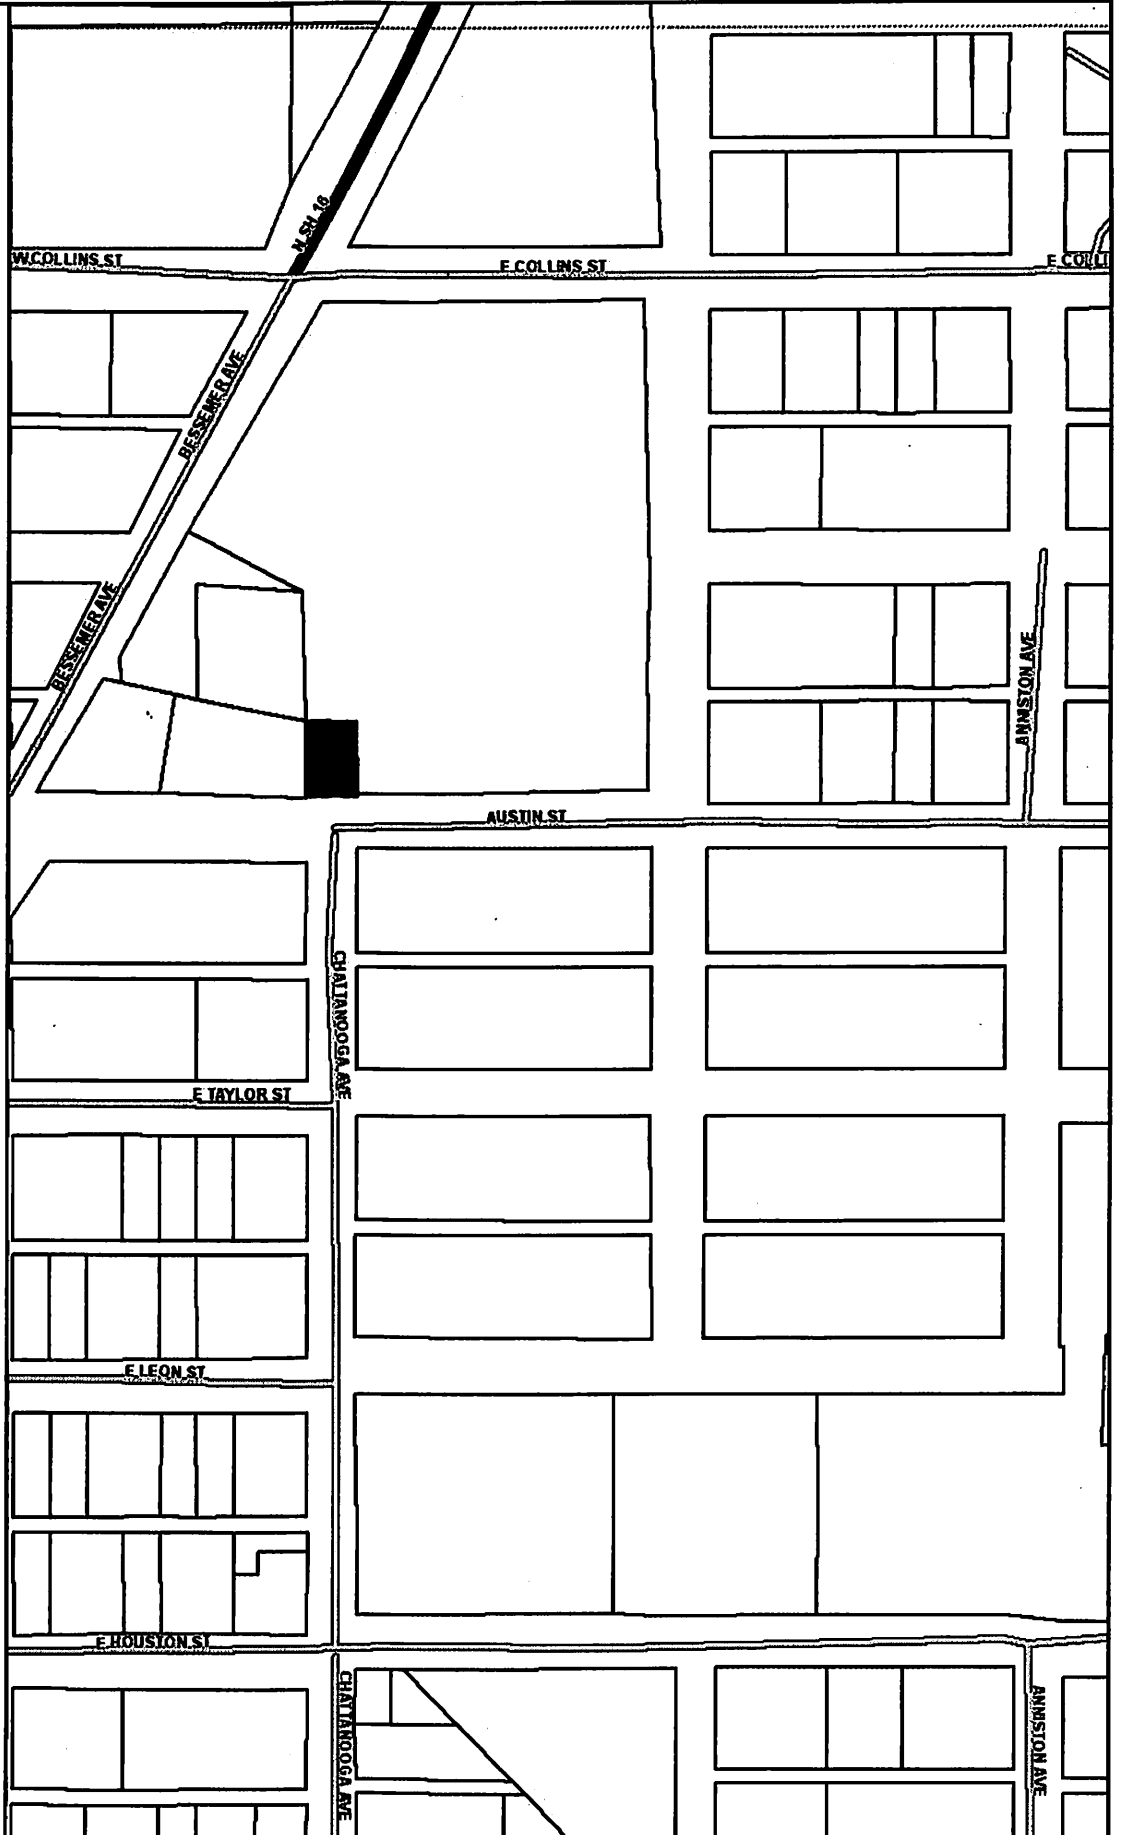 N SH 16
W COLLINS ST
E COLLINS ST
E COLLI
BESSEMER AVE
BESSEMER AVE
ANNISTON AVE
AUSTIN ST
CHATTANOOGA AVE
E TAYLOR ST
E LEON ST
E HOUSTON ST
CHATTANOOGA AVE
ANNISTON AVE